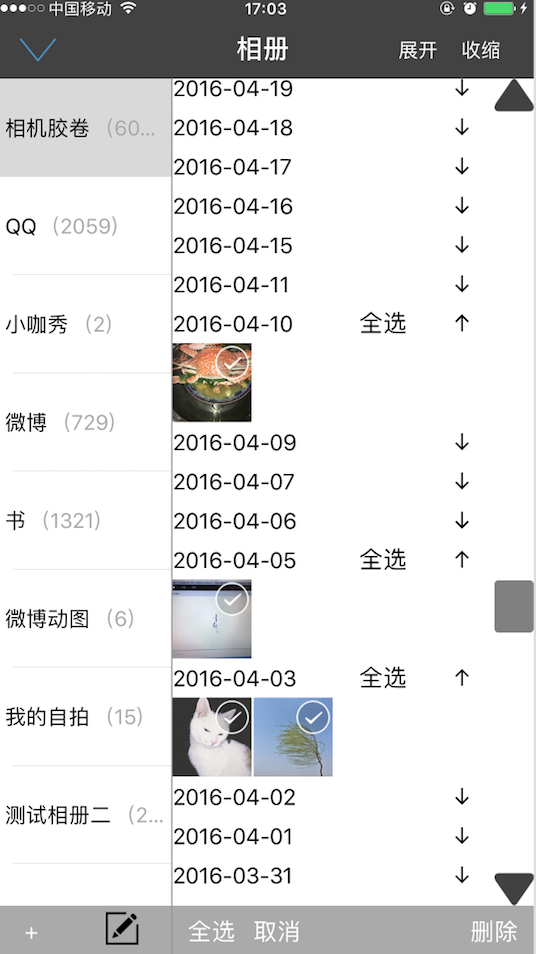 中国移动 17:03
相册 展开 收缩
相机胶卷 (60...
QQ (2059)
小咖秀 (2)
微博 (729)
书 (1321)
微博动图 (6)
我的自拍 (15)
测试相册二 (2...
2016-04-19
2016-04-18
2016-04-17
2016-04-16
2016-04-15
2016-04-11
2016-04-10 全选
2016-04-09
2016-04-07
2016-04-06
2016-04-05 全选
2016-04-03 全选
2016-04-02
2016-04-01
2016-03-31
+ 全选 取消 删除